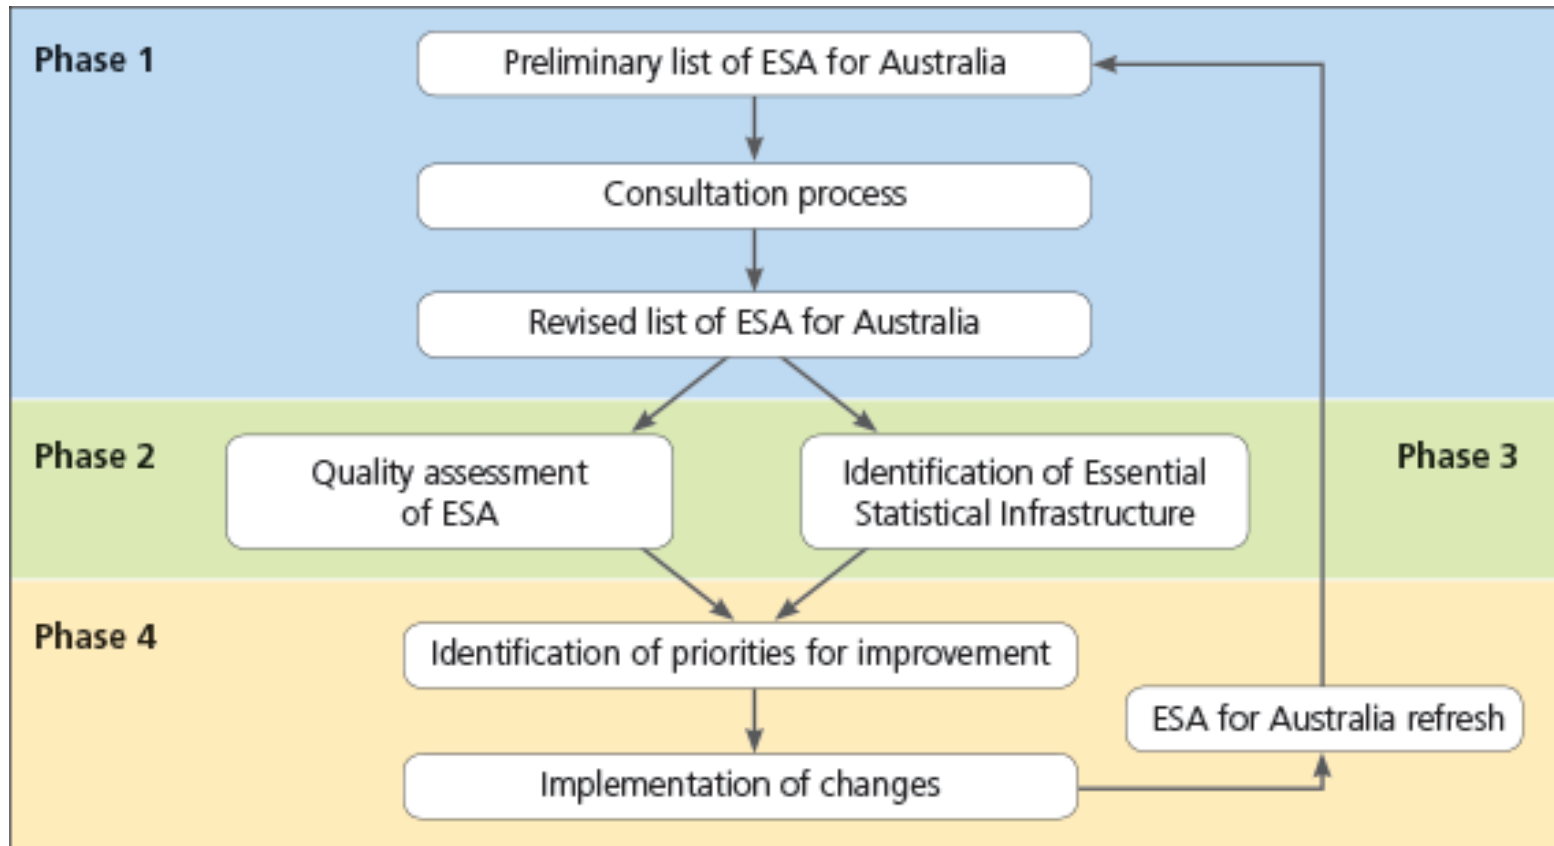 Phase 1
Preliminary list of ESA for Australia
Consultation process
Revised list of ESA for Australia
Phase 2
Quality assessment
of ESA
Identification of Essential
Statistical Infrastructure
Phase 3
Phase 4
Identification of priorities for improvement
ESA for Australia refresh
Implementation of changes